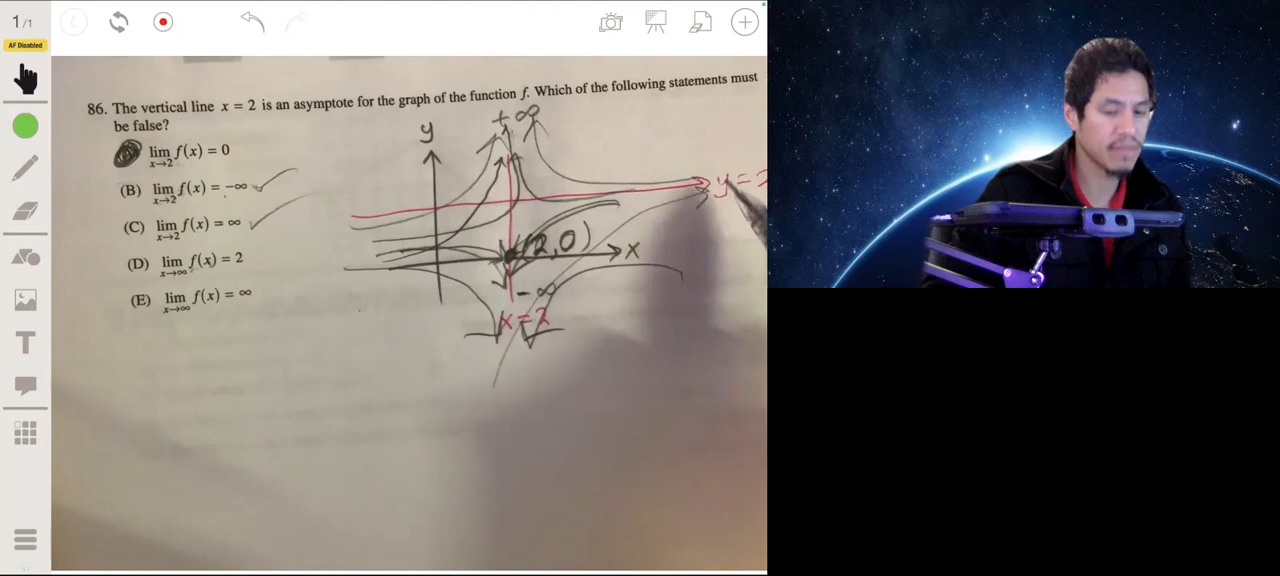 1/1
AF Disabled
86. The vertical line x = 2 is an asymptote for the graph of the function f. Which of the following statements must
be false?
lim x→2 f(x) = 0
(B) lim x→2 f(x) = -∞
(C) lim x→2 f(x) = ∞
(D) lim x→∞ f(x) = 2
(E) lim x→∞ f(x) = ∞
+∞
y
y =
(2,0)
x
-∞
x = 2
T